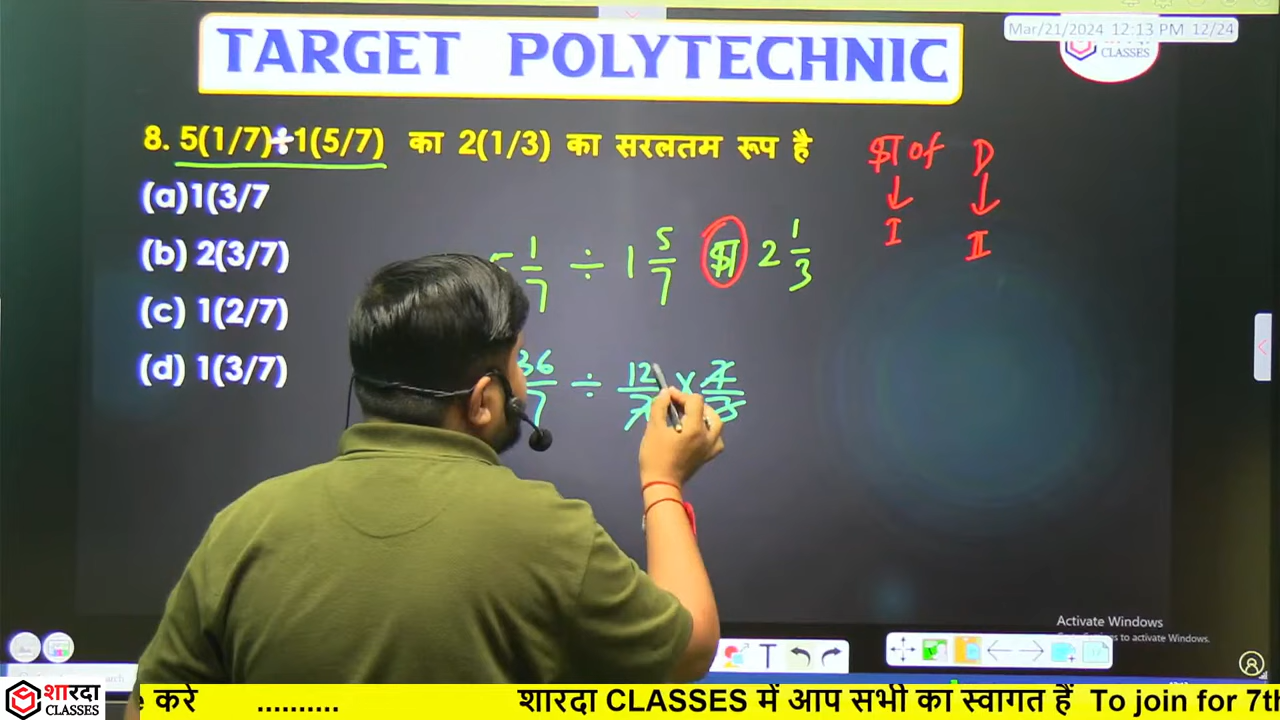 Mar/21/2024 12:13 PM 12/24
TARGET POLYTECHNIC
CLASSES
8. 5(1/7)÷1(5/7) का 2(1/3) का सरलतम रूप है
(a)1(3/7
(b) 2(3/7)
(c) 1(2/7)
(d) 1(3/7)
का of D
↓ ↓
I II
5 1/7 ÷ 1 5/7 का 2 1/3
36/7 ÷ 12/7 × 7/3
Activate Windows
to activate Windows.
T
शारदा
CLASSES
करे .......... शारदा CLASSES में आप सभी का स्वागत हैं To join for 7th